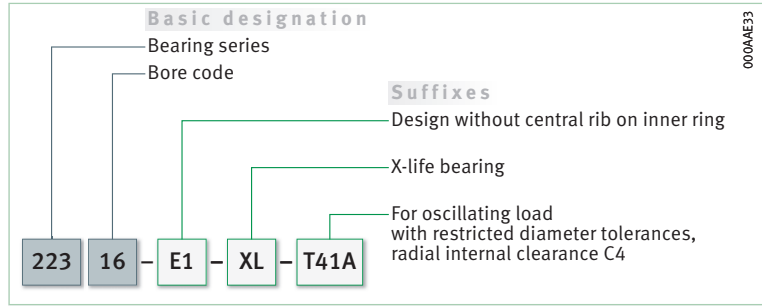 Basic designation
Bearing series
Bore code
Suffixes
Design without central rib on inner ring
X-life bearing
For oscillating load
with restricted diameter tolerances,
radial internal clearance C4
223 16 – E1 – XL – T41A
000AAE33